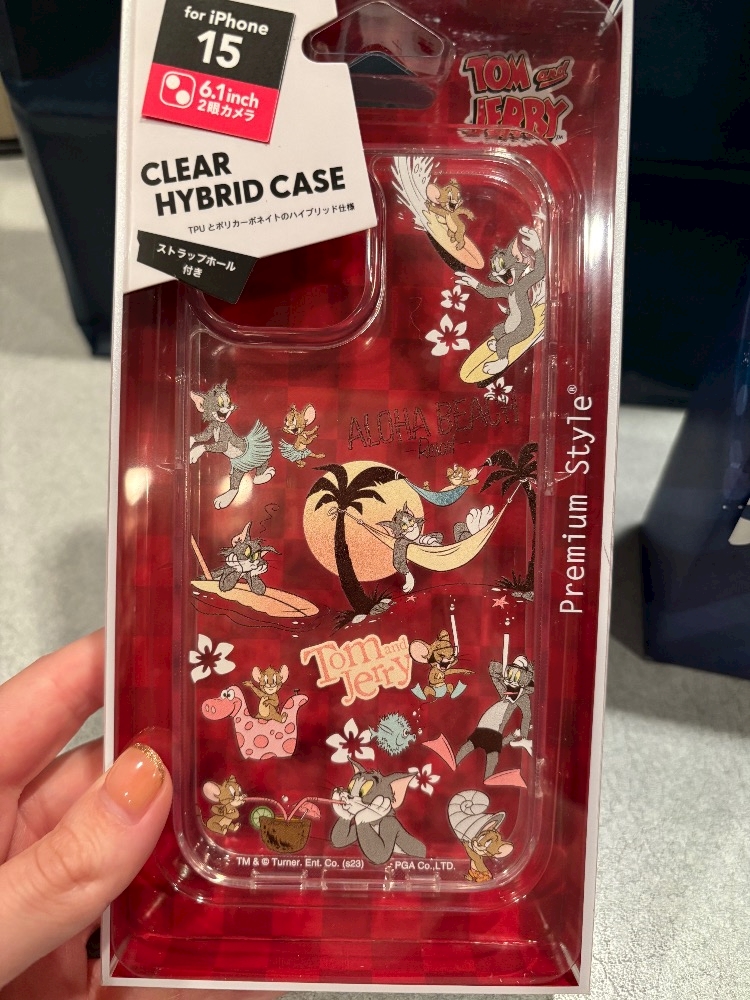 for iPhone
15
6.1inch
2眼カメラ
CLEAR
HYBRID CASE
TPUとポリカーボネイトのハイブリッド仕様
ストラップホール
付き
TOM and
JERRY
TM
ALOHA BEACH
Premium Style®
Tom and
Jerry
TM & © Turner. Ent. Co. (s23)
PGA Co.,LTD.